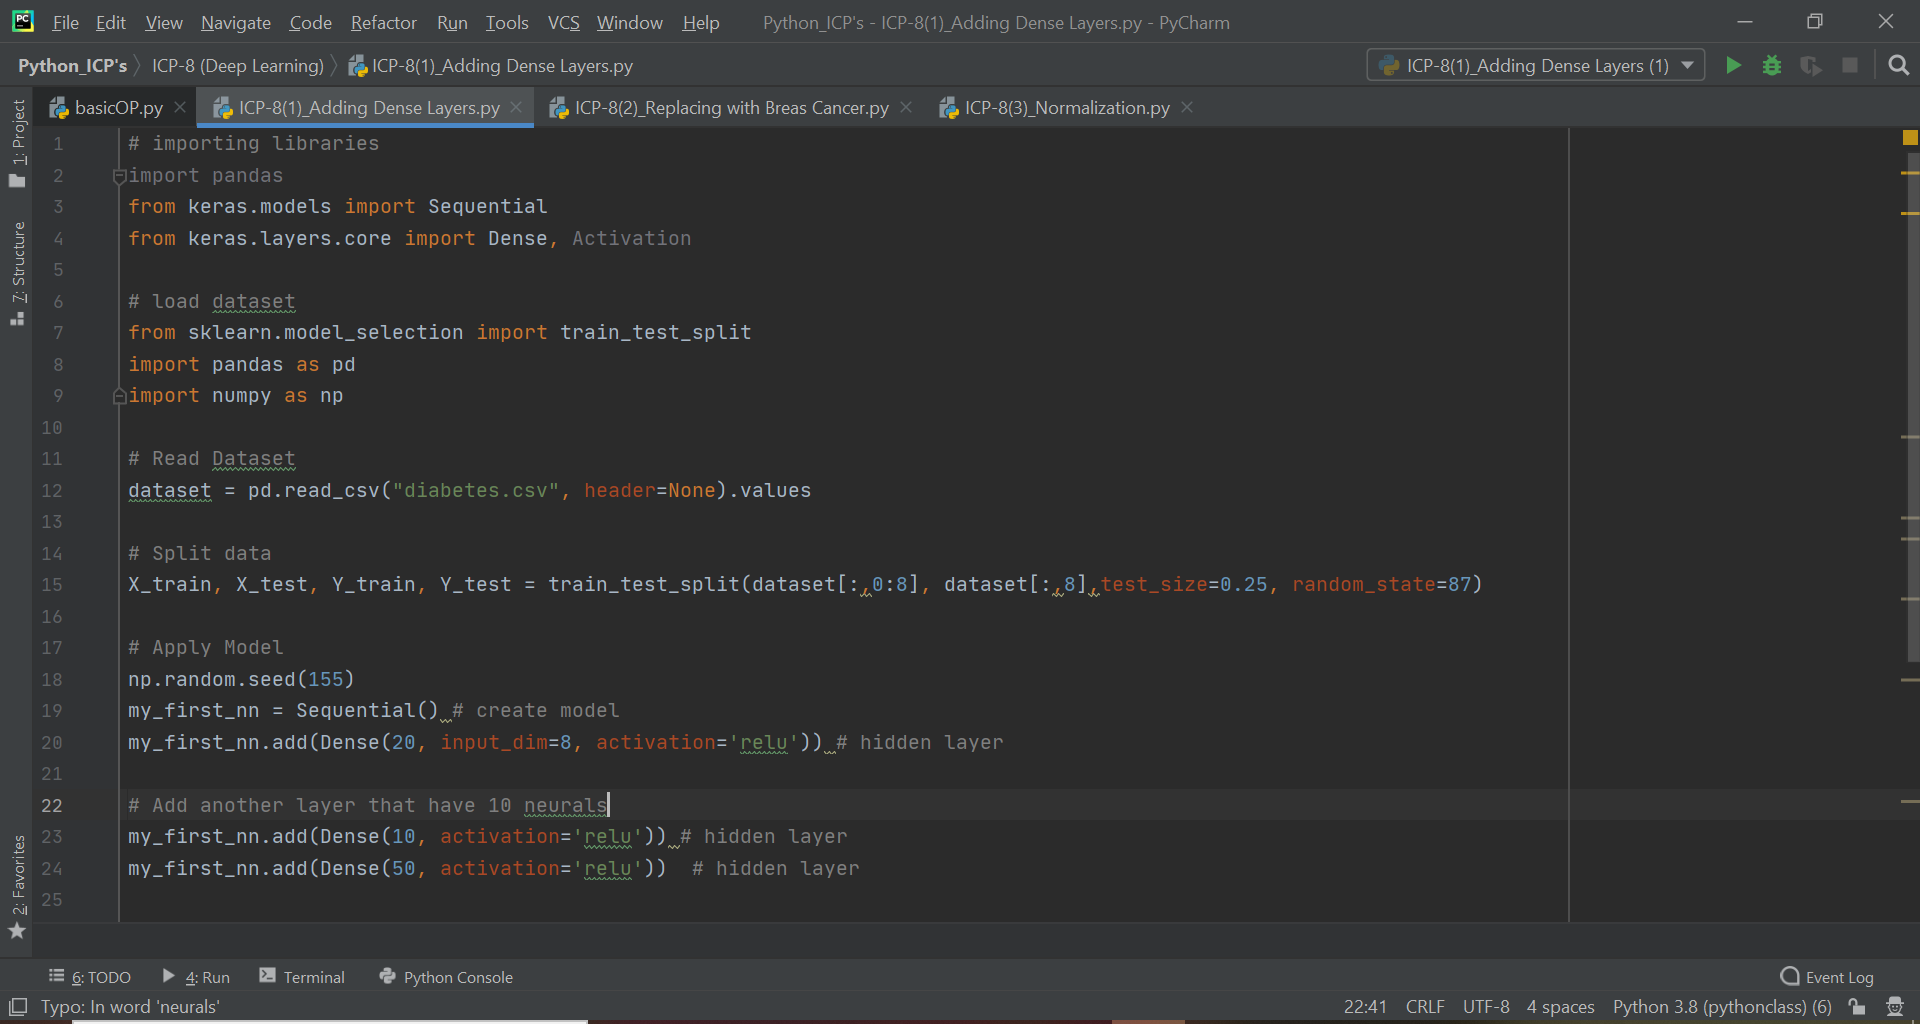 PC File Edit View Navigate Code Refactor Run Tools VCS Window Help Python_ICP's - ICP-8(1)_Adding Dense Layers.py - PyCharm
Python_ICP's ICP-8 (Deep Learning) ICP-8(1)_Adding Dense Layers.py ICP-8(1)_Adding Dense Layers (1)
basicOP.py ICP-8(1)_Adding Dense Layers.py ICP-8(2)_Replacing with Breas Cancer.py ICP-8(3)_Normalization.py
1: Project
7: Structure
2: Favorites
1 # importing libraries
2 import pandas
3 from keras.models import Sequential
4 from keras.layers.core import Dense, Activation
5
6 # load dataset
7 from sklearn.model_selection import train_test_split
8 import pandas as pd
9 import numpy as np
10
11 # Read Dataset
12 dataset = pd.read_csv("diabetes.csv", header=None).values
13
14 # Split data
15 X_train, X_test, Y_train, Y_test = train_test_split(dataset[:,0:8], dataset[:,8],test_size=0.25, random_state=87)
16
17 # Apply Model
18 np.random.seed(155)
19 my_first_nn = Sequential() # create model
20 my_first_nn.add(Dense(20, input_dim=8, activation='relu')) # hidden layer
21
22 # Add another layer that have 10 neurals
23 my_first_nn.add(Dense(10, activation='relu')) # hidden layer
24 my_first_nn.add(Dense(50, activation='relu'))  # hidden layer
25
6: TODO 4: Run Terminal Python Console Event Log
Typo: In word 'neurals' 22:41 CRLF UTF-8 4 spaces Python 3.8 (pythonclass) (6)